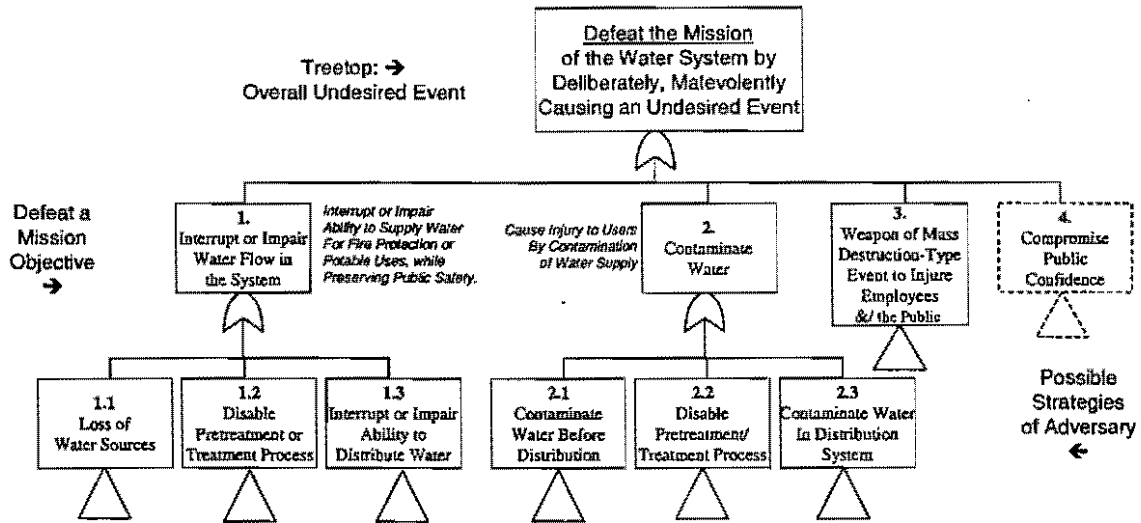 Defeat the Mission
of the Water System by
Deliberately, Malevolently
Causing an Undesired Event
Treetop: →
Overall Undesired Event
Defeat a
Mission
Objective
→
1.
Interrupt or Impair
Water Flow in
the System
Interrupt or Impair
Ability to Supply Water
For Fire Protection or
Potable Uses, while
Preserving Public Safety.
Cause Injury to Users
By Contamination
of Water Supply
2.
Contaminate
Water
3.
Weapon of Mass
Destruction-Type
Event to Injure
Employees
&/ the Public
4.
Compromise
Public
Confidence
1.1
Loss of
Water Sources
1.2
Disable
Pretreatment or
Treatment Process
1.3
Interrupt or Impair
Ability to
Distribute Water
2.1
Contaminate
Water Before
Distribution
2.2
Disable
Pretreatment/
Treatment Process
2.3
Contaminate Water
In Distribution
System
Possible
Strategies
of Adversary
←